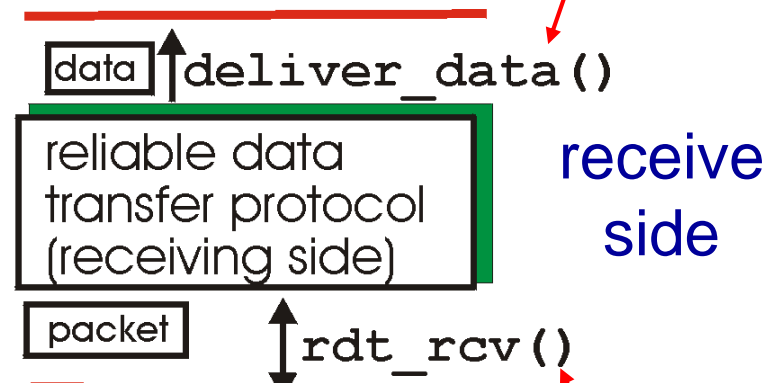 data deliver_data()
reliable data
transfer protocol
(receiving side)
receive
side
packet rdt_rcv()